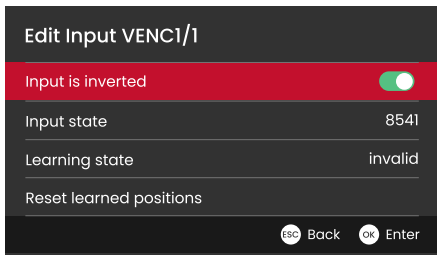 Edit Input VENC1/1
Input is inverted
Input state 8541
Learning state invalid
Reset learned positions
ESC Back OK Enter